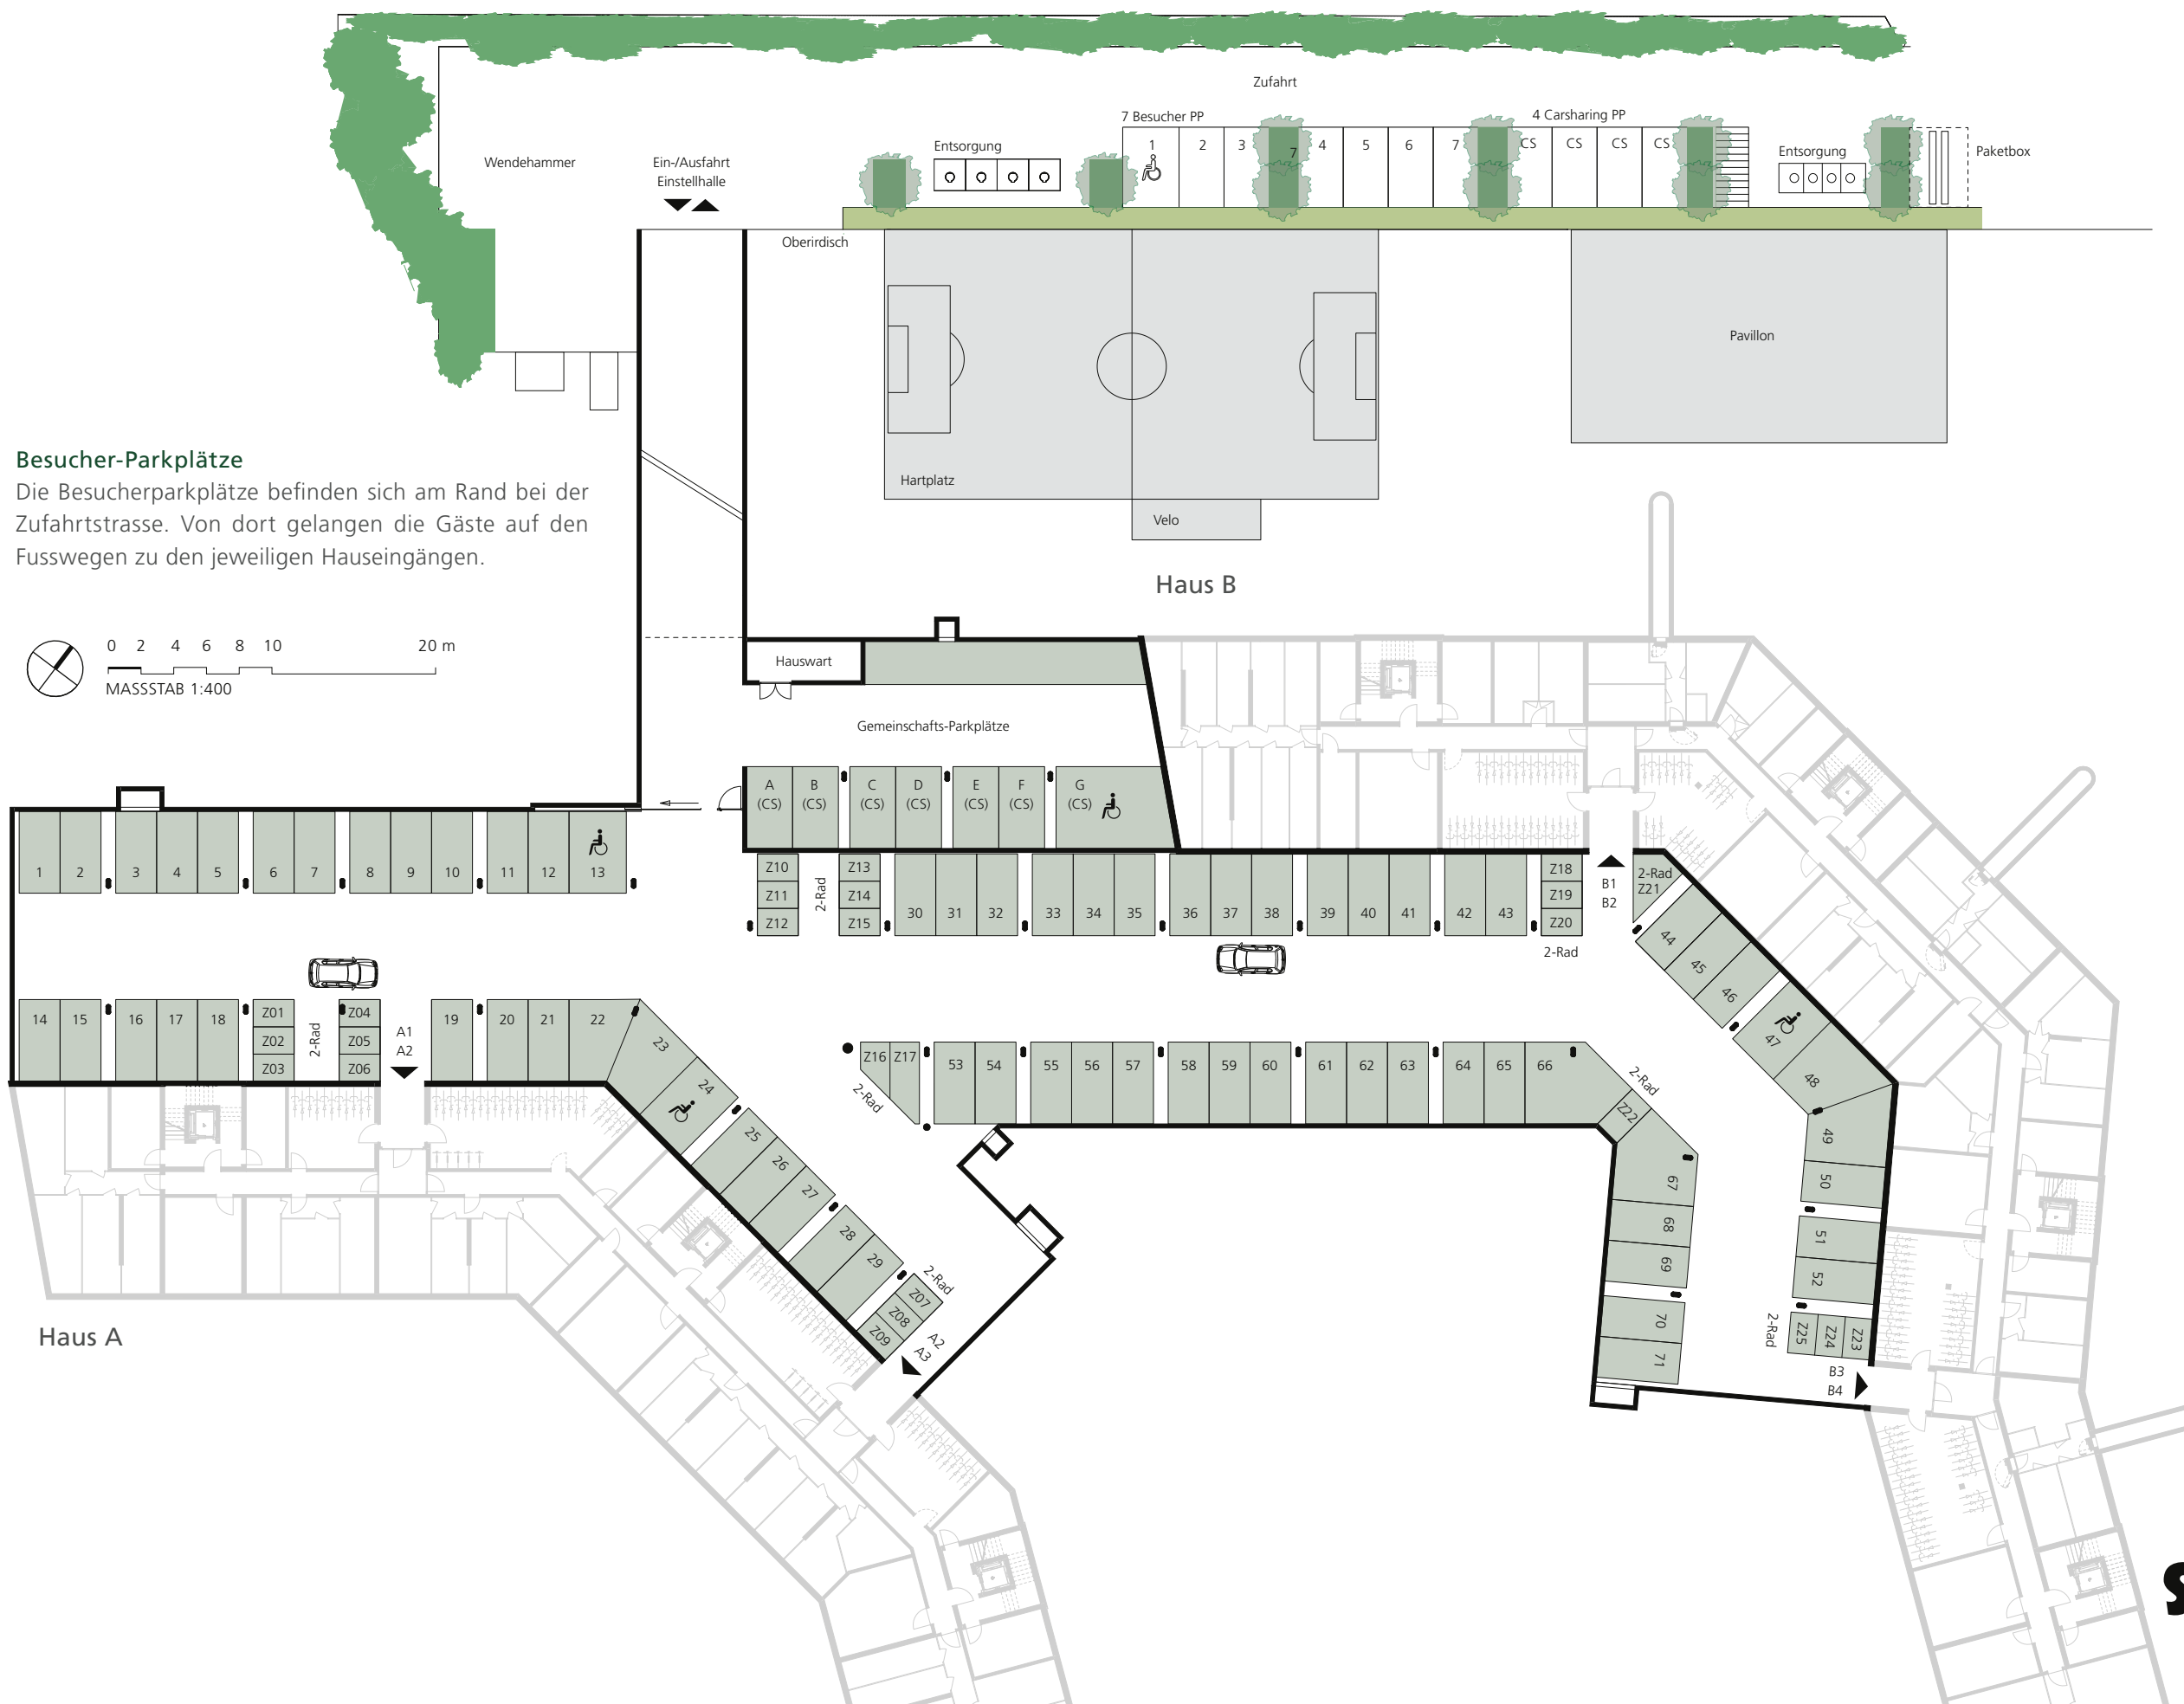 Zufahrt
7 Besucher PP
4 Carsharing PP
Entsorgung
1 2 3 7 4 5 6 7 CS CS CS CS
Entsorgung
Paketbox
Wendehammer
Ein-/Ausfahrt
Einstellhalle
Oberirdisch
Pavillon
Hartplatz
Velo
Besucher-Parkplätze
Die Besucherparkplätze befinden sich am Rand bei der
Zufahrtstrasse. Von dort gelangen die Gäste auf den
Fusswegen zu den jeweiligen Hauseingängen.
Haus B
0 2 4 6 8 10 20 m
MASSSTAB 1:400
Hauswart
Gemeinschafts-Parkplätze
A B C D E F G
(CS) (CS) (CS) (CS) (CS) (CS) (CS)
1 2 3 4 5 6 7 8 9 10 11 12 13
Z10 Z13
Z11 Z14
Z12 Z15
2-Rad
30 31 32 33 34 35 36 37 38 39 40 41 42 43
Z18
Z19
Z20
2-Rad
B1
B2
2-Rad
Z21
44
45
46
47
48
49
50
51
52
14 15 16 17 18
Z01 Z04
Z02 Z05
Z03 Z06
2-Rad
A1
A2
19 20 21 22
23
24
25
26
27
28
29
2-Rad
Z07
Z08
Z09
A2
A3
Z16 Z17
2-Rad
53 54 55 56 57 58 59 60 61 62 63 64 65 66
2-Rad
Z22
67
68
69
70
71
2-Rad
Z25 Z24 Z23
B3
B4
Haus A